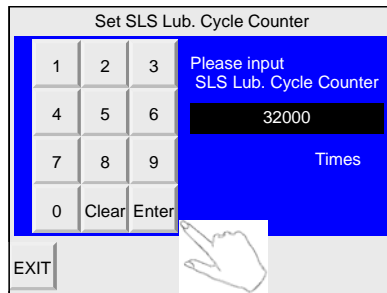 Set SLS Lub. Cycle Counter
1 2 3
Please input
SLS Lub. Cycle Counter
4 5 6
32000
7 8 9
Times
0 Clear Enter
EXIT